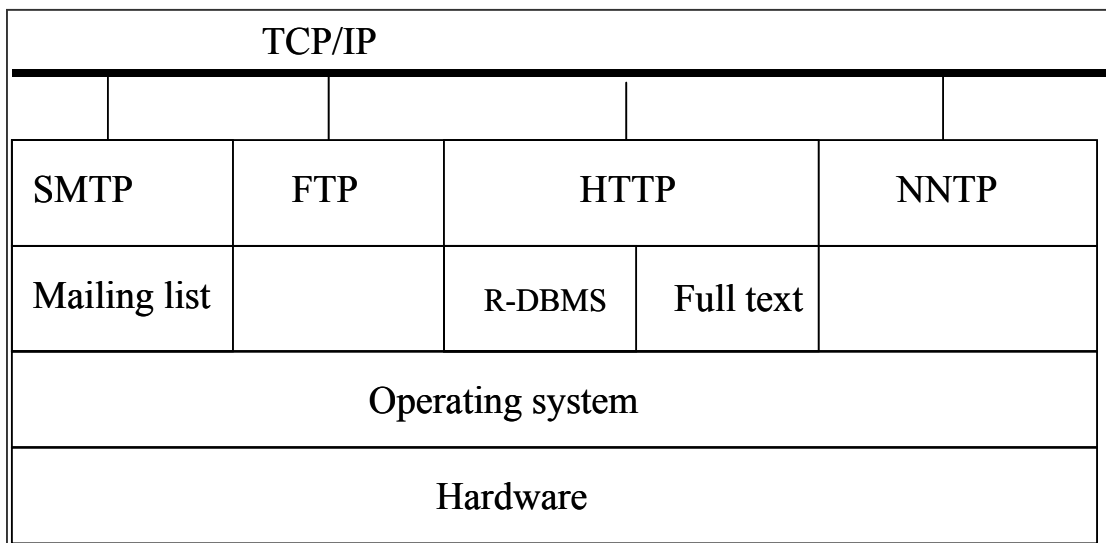 TCP/IP
SMTP FTP HTTP NNTP
Mailing list R-DBMS Full text
Operating system
Hardware